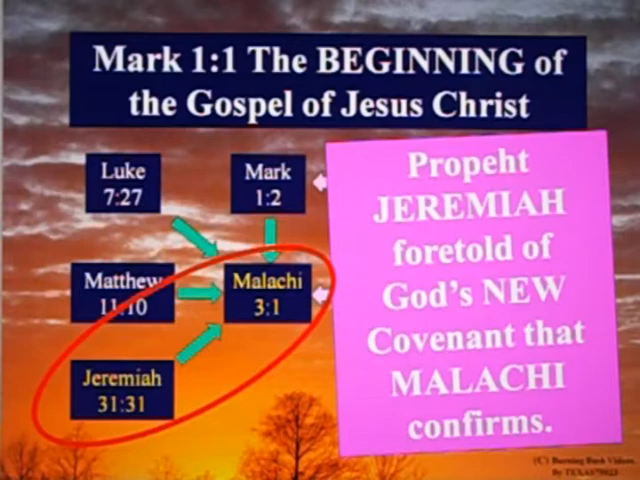 Mark 1:1 The BEGINNING of
the Gospel of Jesus Christ
Luke
7:27
Mark
1:2
Matthew
11:10
Malachi
3:1
Jeremiah
31:31
Propeht
JEREMIAH
foretold of
God's NEW
Covenant that
MALACHI
confirms.
(C) Burning Bush Videos.